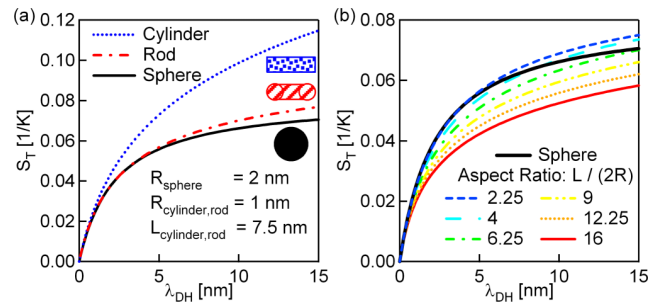 (a)
S_T [1/K]
0.12
0.10
0.08
0.06
0.04
0.02
0.00
Cylinder
Rod
Sphere
R_sphere = 2 nm
R_cylinder,rod = 1 nm
L_cylinder,rod = 7.5 nm
0 5 10 15
λ_DH [nm]
(b)
S_T [1/K]
0.08
0.06
0.04
0.02
0.00
Sphere
Aspect Ratio: L / (2R)
2.25 9
4 12.25
6.25 16
0 5 10 15
λ_DH [nm]